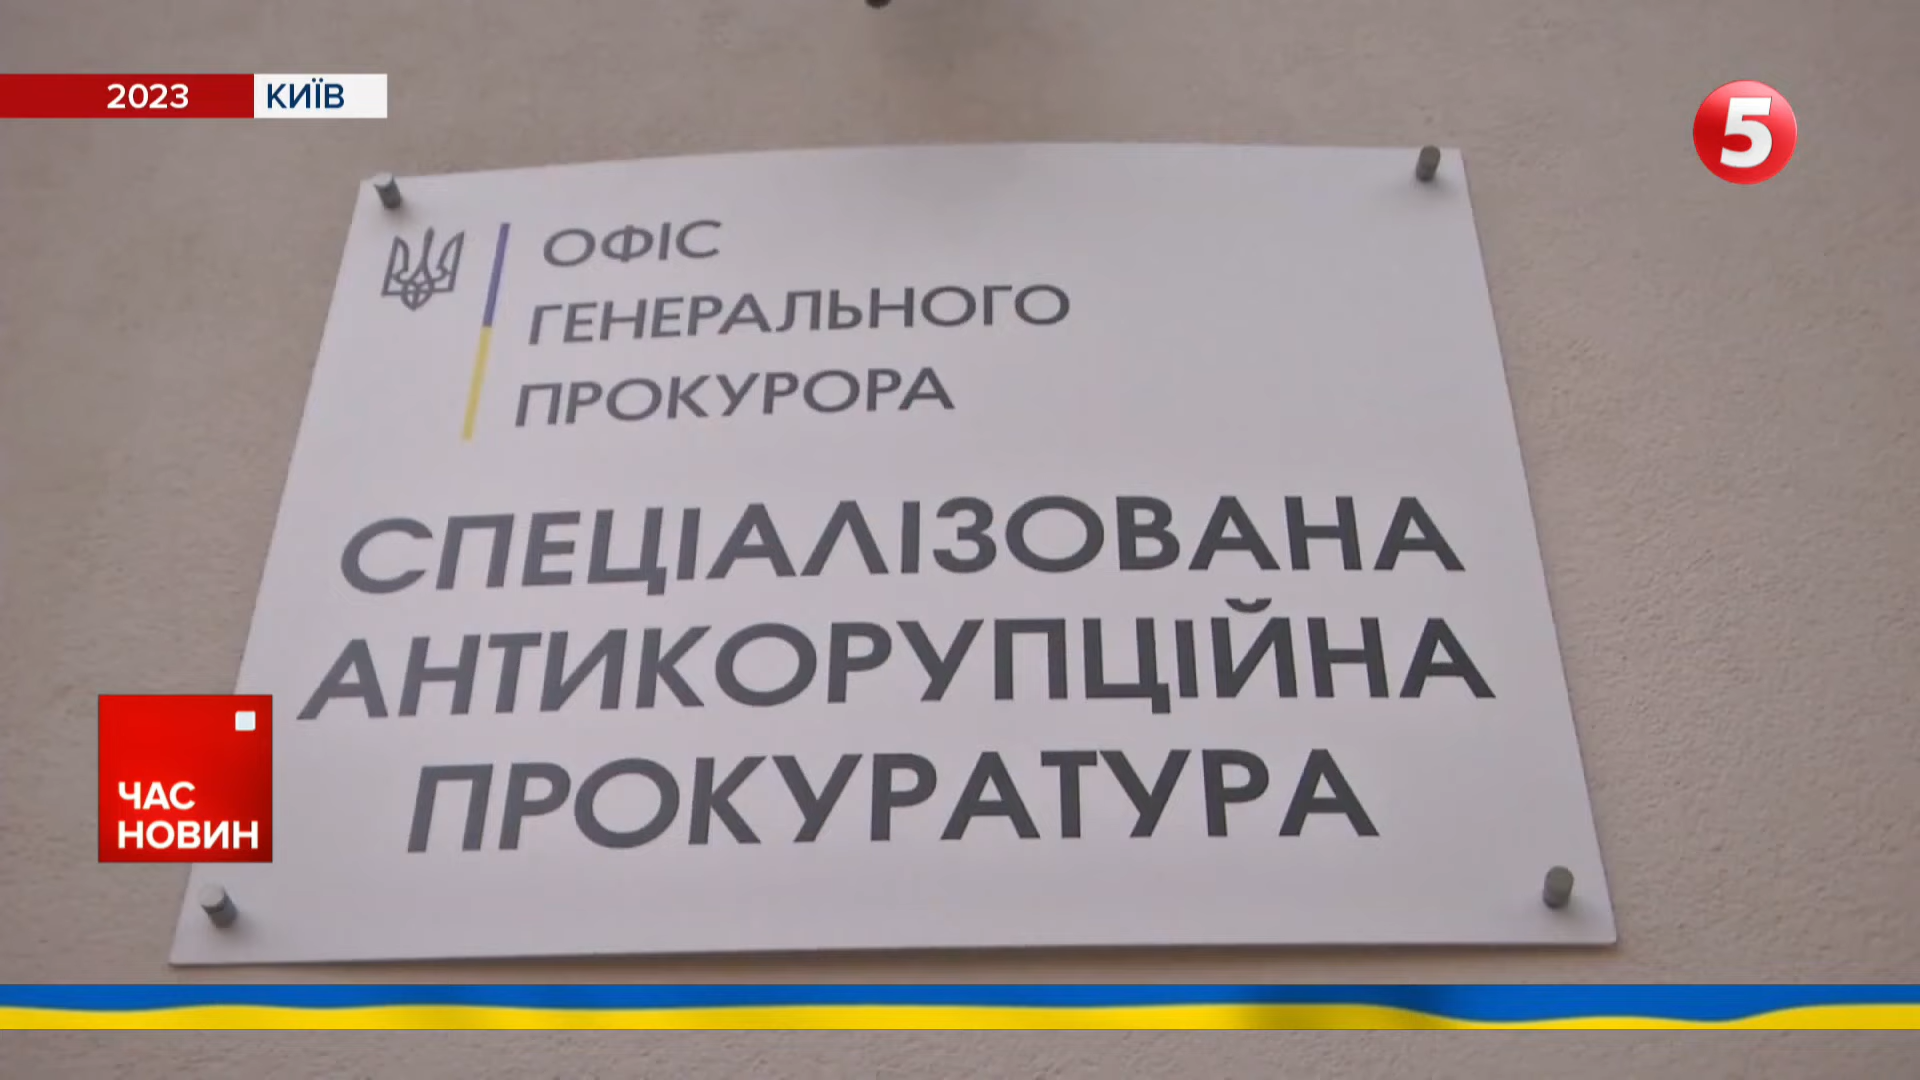 2023 КИЇВ
5
ОФІС
ГЕНЕРАЛЬНОГО
ПРОКУРОРА
СПЕЦІАЛІЗОВАНА
АНТИКОРУПЦІЙНА
ПРОКУРАТУРА
ЧАС
НОВИН